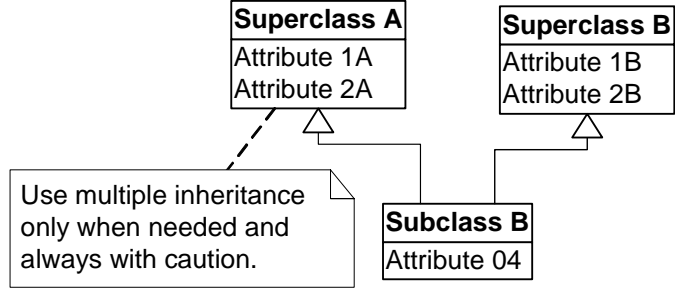 Superclass A
Attribute 1A
Attribute 2A
Superclass B
Attribute 1B
Attribute 2B
Use multiple inheritance
only when needed and
always with caution.
Subclass B
Attribute 04